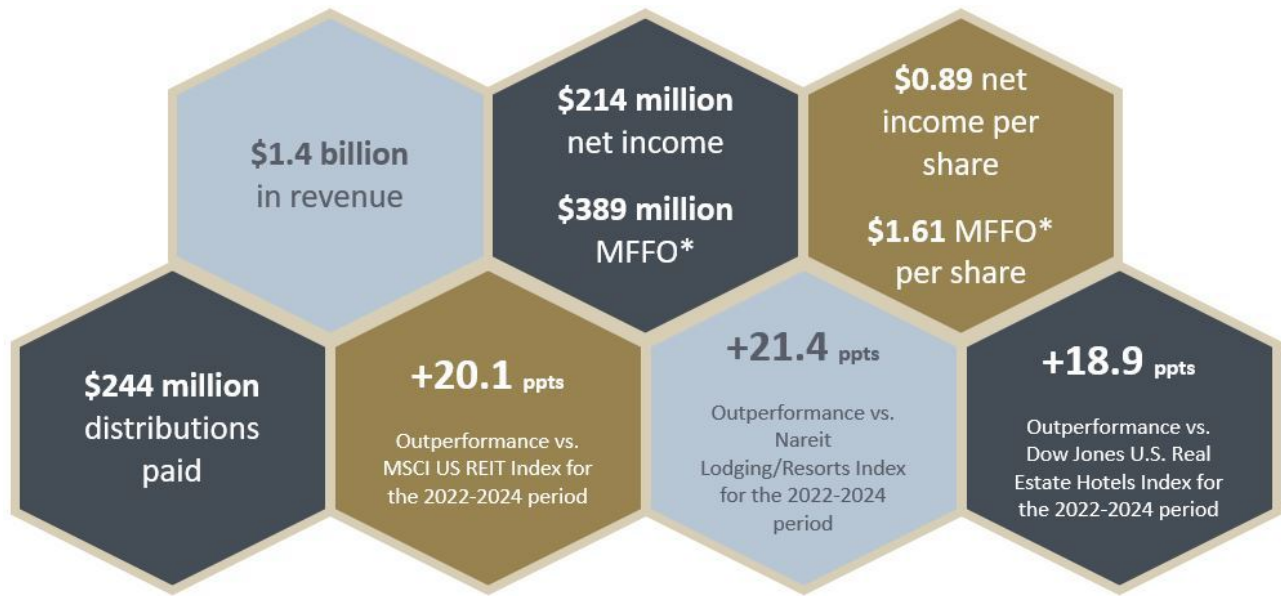 $1.4 billion
in revenue
$214 million
net income
$389 million
MFFO*
$0.89 net
income per
share
$1.61 MFFO*
per share
$244 million
distributions
paid
+20.1 ppts
Outperformance vs.
MSCI US REIT Index for
the 2022-2024 period
+21.4 ppts
Outperformance vs.
Nareit
Lodging/Resorts Index
for the 2022-2024
period
+18.9 ppts
Outperformance vs.
Dow Jones U.S. Real
Estate Hotels Index for
the 2022-2024 period